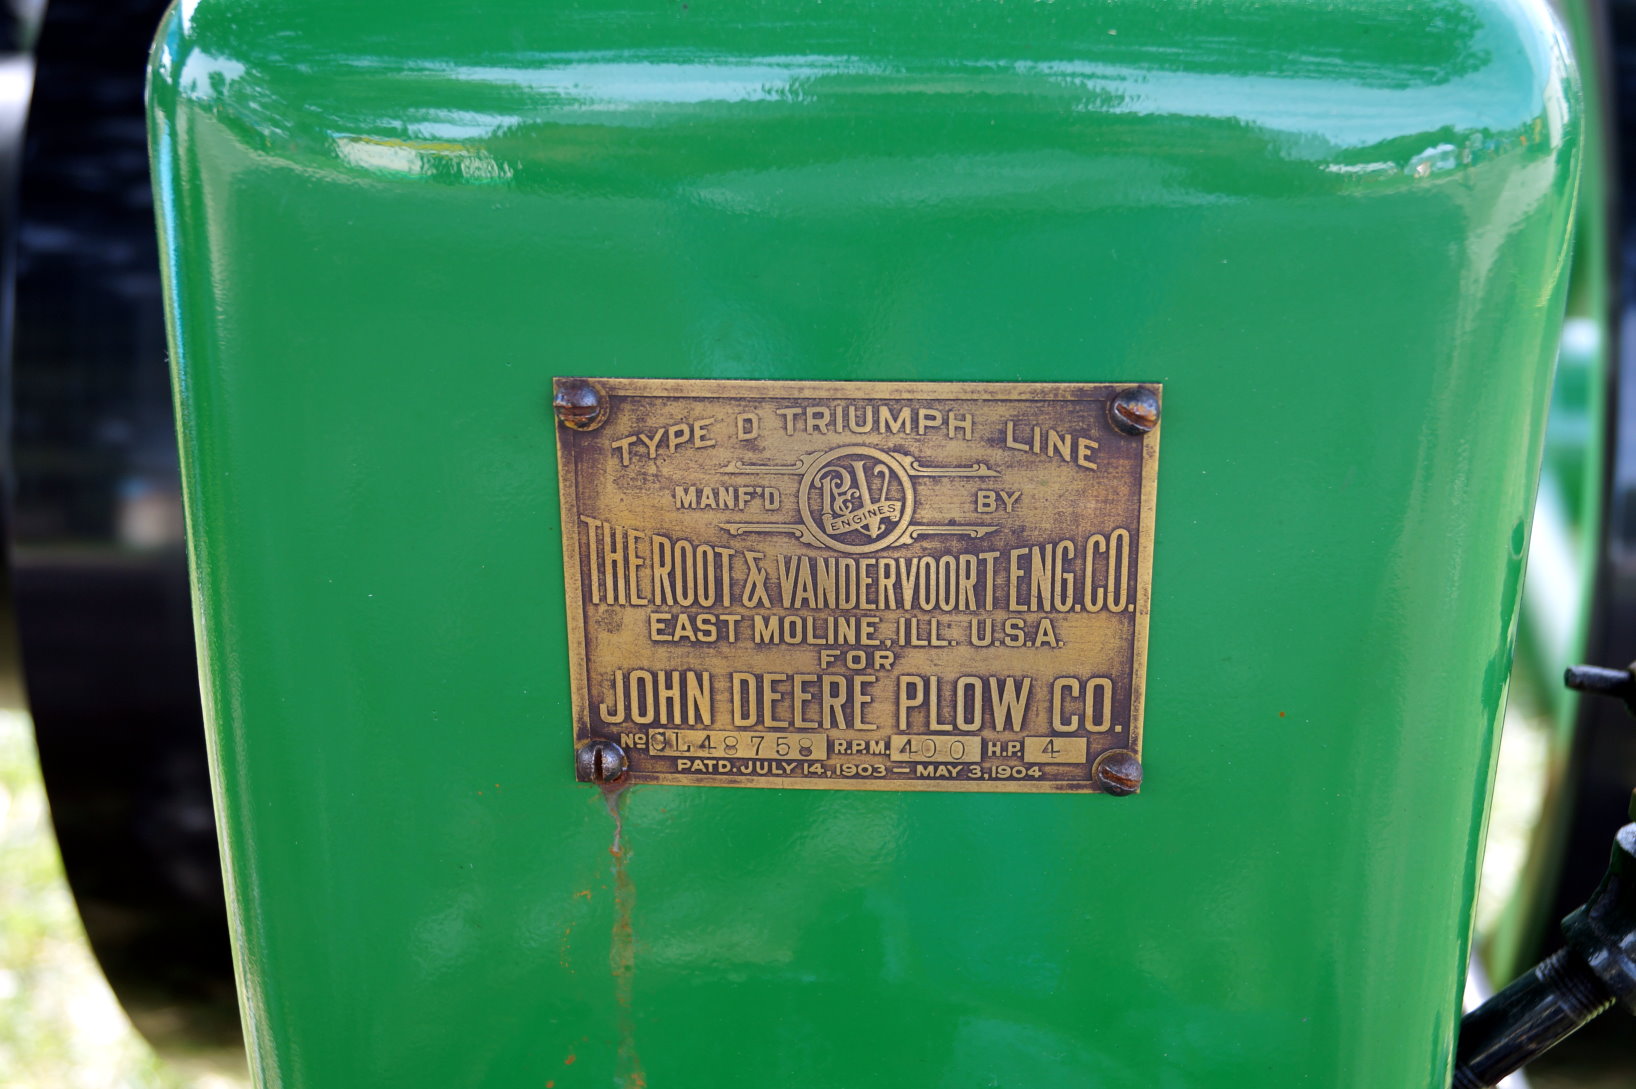 TYPE D TRIUMPH LINE
MANF'D R&V ENGINES BY
THE ROOT & VANDERVOORT ENG. CO.
EAST MOLINE, ILL. U.S.A.
FOR
JOHN DEERE PLOW CO.
No CL48758 R.P.M. 400 H.P. 4
PATD. JULY 14, 1903 — MAY 3, 1904